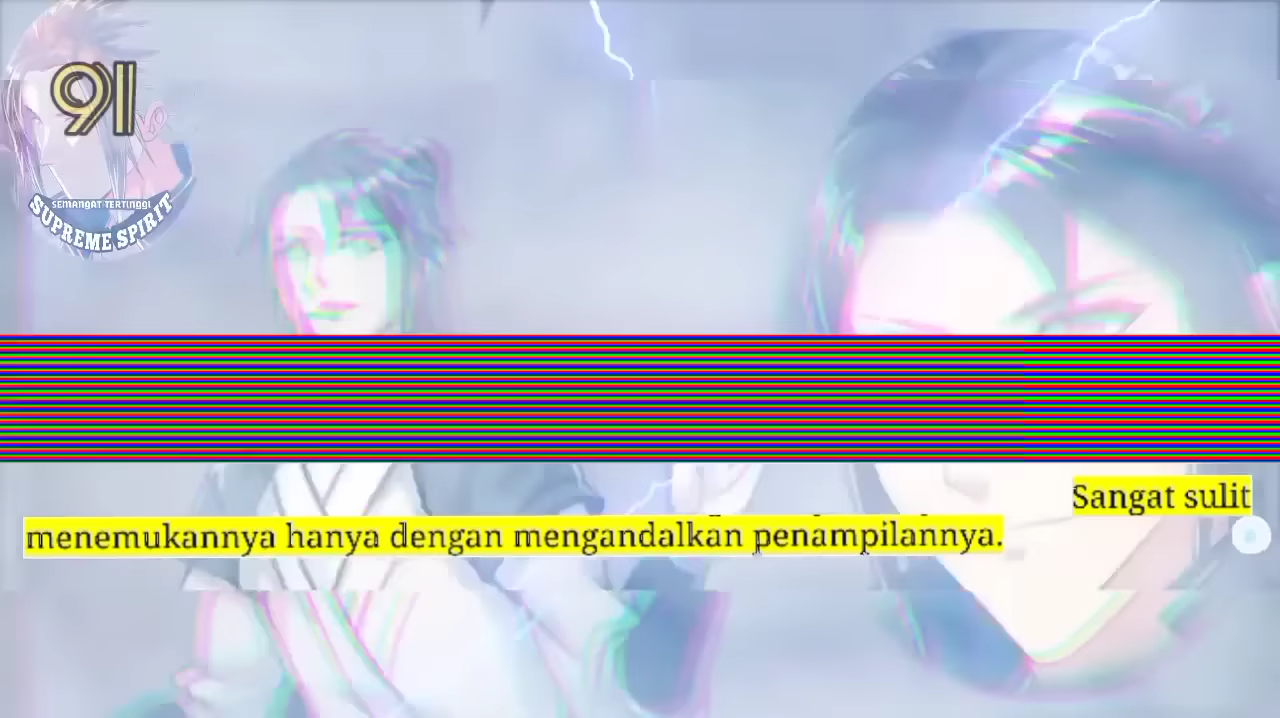 91
SEMANGAT TERTINGGI
SUPREME SPIRIT
Sangat sulit
menemukannya hanya dengan mengandalkan penampilannya.